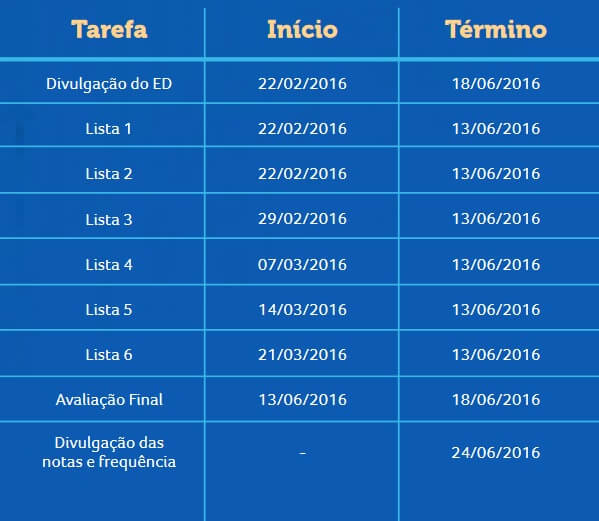 Tarefa Início Término
Divulgação do ED 22/02/2016 18/06/2016
Lista 1 22/02/2016 13/06/2016
Lista 2 22/02/2016 13/06/2016
Lista 3 29/02/2016 13/06/2016
Lista 4 07/03/2016 13/06/2016
Lista 5 14/03/2016 13/06/2016
Lista 6 21/03/2016 13/06/2016
Avaliação Final 13/06/2016 18/06/2016
Divulgação das
notas e frequência - 24/06/2016